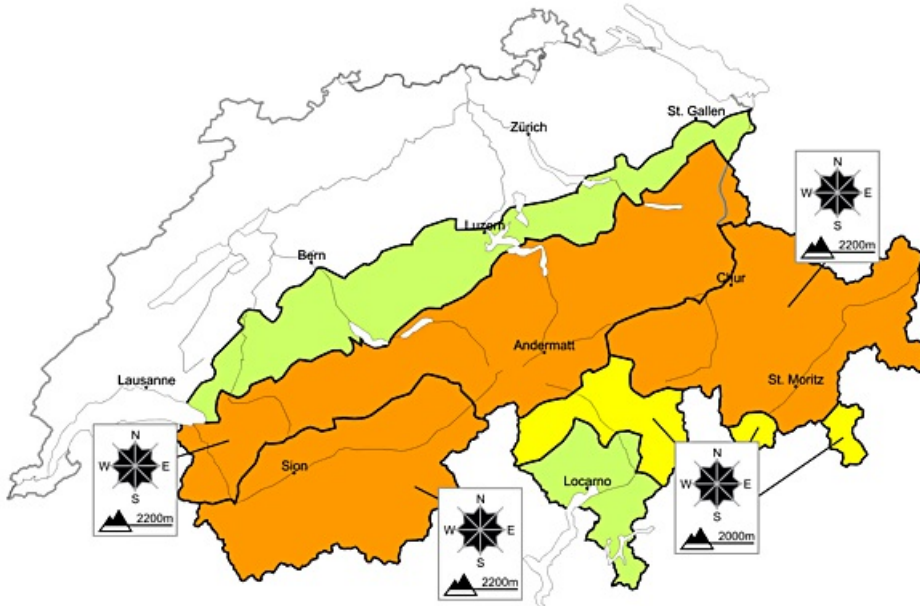 St. Gallen
Zürich
N
W E
S
2200m
Luzern
Bern
Chur
Andermatt
Lausanne
St. Moritz
N
W E
S
2200m
Sion
Locarno
N
W E
S
2200m
N
W E
S
2000m